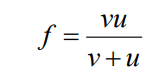 f = vu / (v + u)